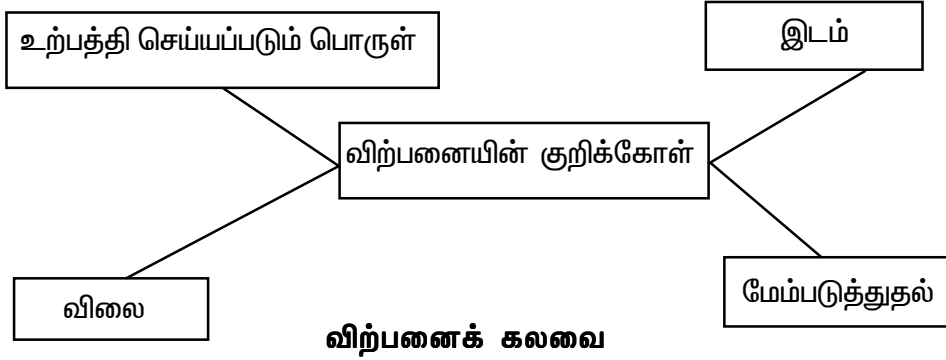 உற்பத்தி செய்யப்படும் பொருள்
இடம்
விற்பனையின் குறிக்கோள்
விலை
மேம்படுத்துதல்
விற்பனைக் கலவை